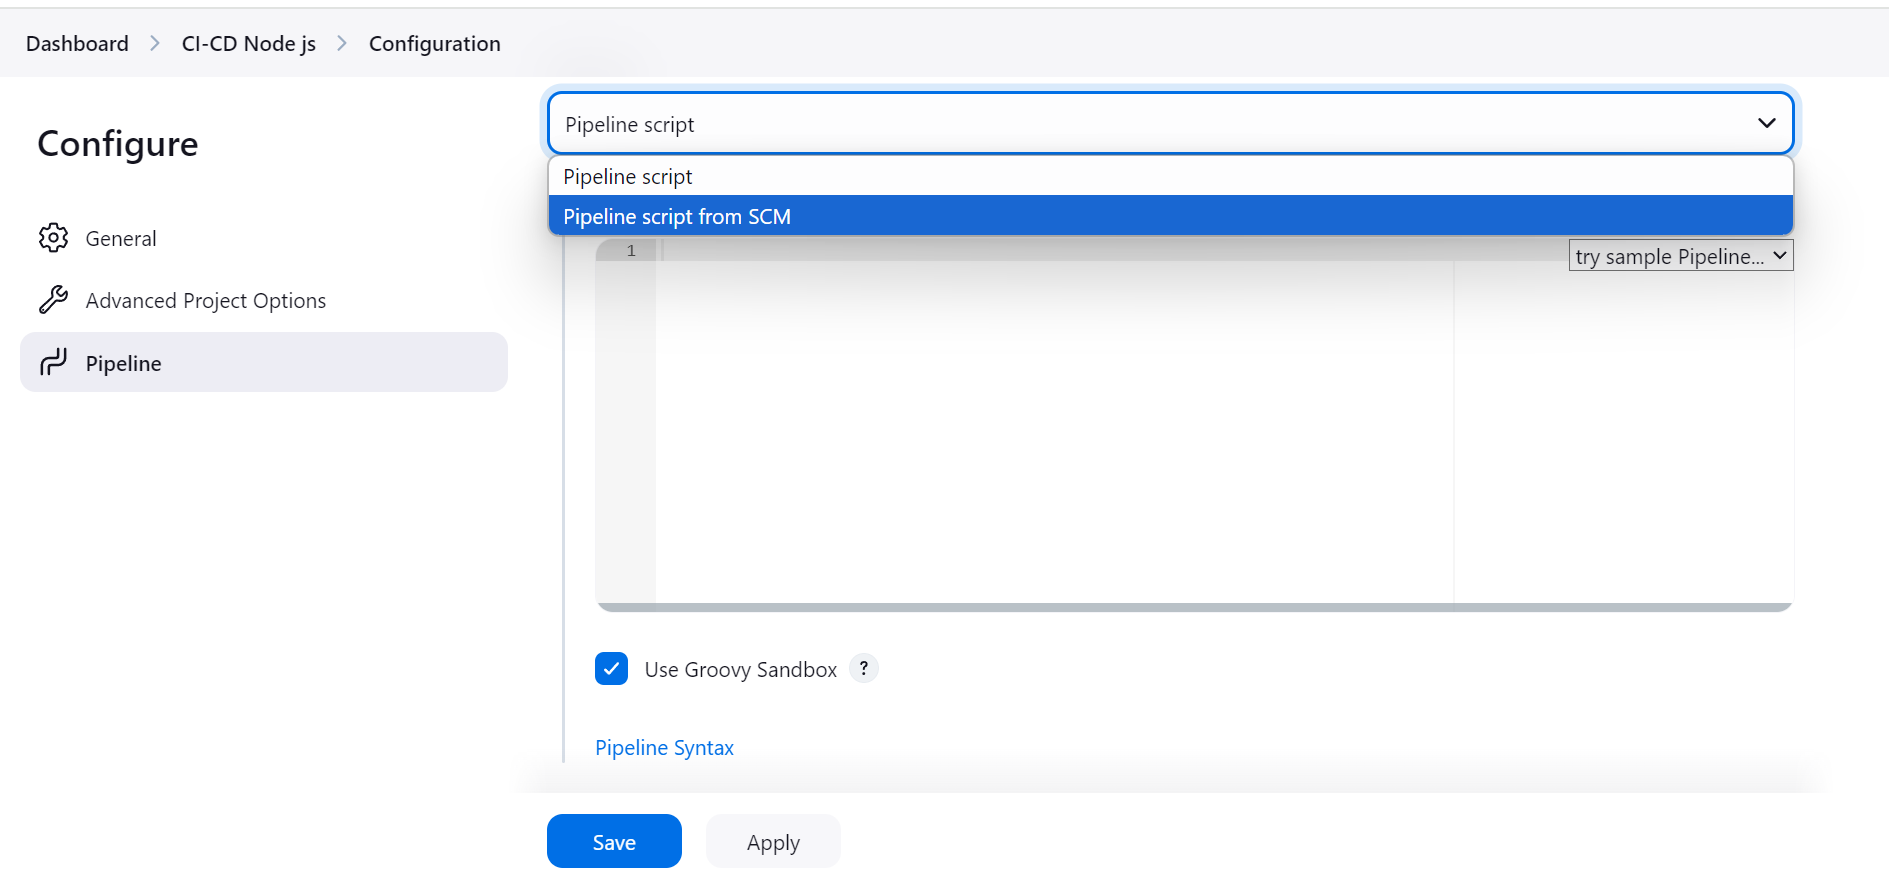 Dashboard > CI-CD Node js > Configuration
Configure
General
Advanced Project Options
Pipeline
Pipeline script
Pipeline script
Pipeline script from SCM
1
try sample Pipeline...
Use Groovy Sandbox ?
Pipeline Syntax
Save Apply